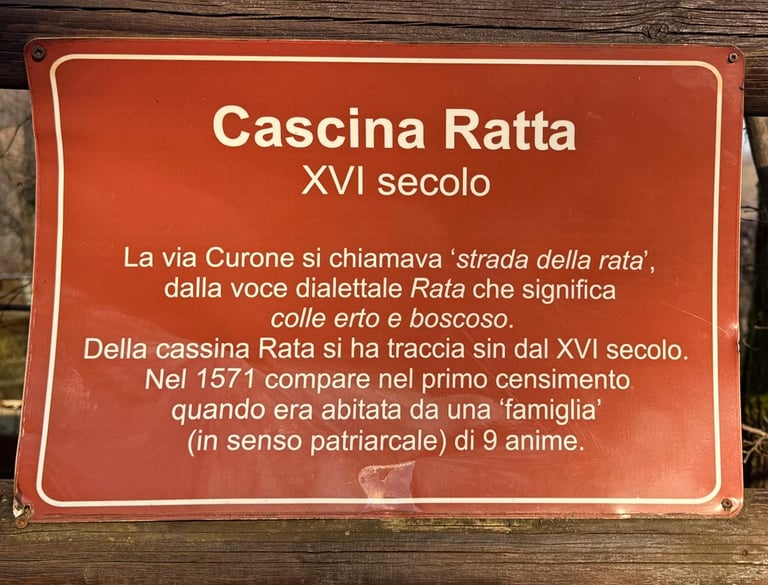 Cascina Ratta
XVI secolo
La via Curone si chiamava ‘strada della rata’,
dalla voce dialettale Rata che significa
colle erto e boscoso.
Della cassina Rata si ha traccia sin dal XVI secolo.
Nel 1571 compare nel primo censimento
quando era abitata da una ‘famiglia’
(in senso patriarcale) di 9 anime.